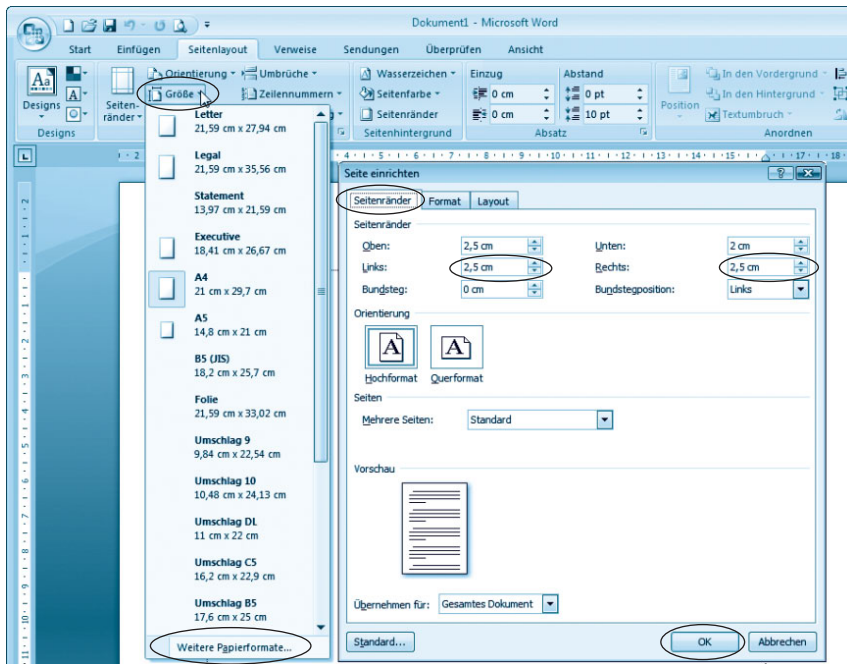 Dokument1 - Microsoft Word
Start Einfügen Seitenlayout Verweise Sendungen Überprüfen Ansicht
Orientierung Umbrüche Wasserzeichen Einzug Abstand In den Vordergrund
Größe Zeilennummern Seitenfarbe 0 cm 0 pt In den Hintergrund
Designs Seiten- Seitenränder 0 cm 10 pt Position Textumbruch
ränder
Designs Seitenhintergrund Absatz Anordnen
Letter
21,59 cm x 27,94 cm
Legal
21,59 cm x 35,56 cm
Statement
13,97 cm x 21,59 cm
Executive
18,41 cm x 26,67 cm
A4
21 cm x 29,7 cm
A5
14,8 cm x 21 cm
B5 (JIS)
18,2 cm x 25,7 cm
Folie
21,59 cm x 33,02 cm
Umschlag 9
9,84 cm x 22,54 cm
Umschlag 10
10,48 cm x 24,13 cm
Umschlag DL
11 cm x 22 cm
Umschlag C5
16,2 cm x 22,9 cm
Umschlag B5
17,6 cm x 25 cm
Weitere Papierformate...
Seite einrichten
Seitenränder Format Layout
Seitenränder
Oben: 2,5 cm Unten: 2 cm
Links: 2,5 cm Rechts: 2,5 cm
Bundsteg: 0 cm Bundstegposition: Links
Orientierung
A A
Hochformat Querformat
Seiten
Mehrere Seiten: Standard
Vorschau
Übernehmen für: Gesamtes Dokument
Standard... OK Abbrechen